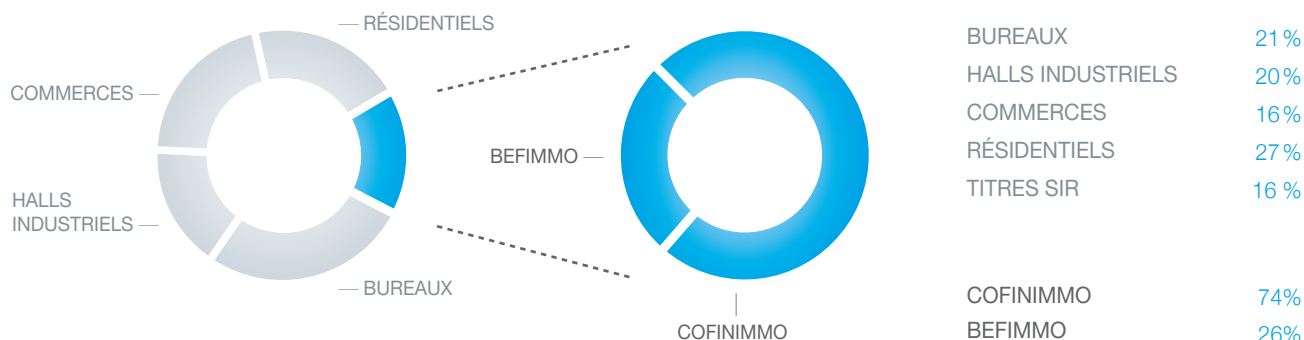 RÉSIDENTIELS
COMMERCES
HALLS
INDUSTRIELS
BUREAUX
BEFIMMO
COFINIMMO
BUREAUX 21%
HALLS INDUSTRIELS 20%
COMMERCES 16%
RÉSIDENTIELS 27%
TITRES SIR 16%
COFINIMMO 74%
BEFIMMO 26%